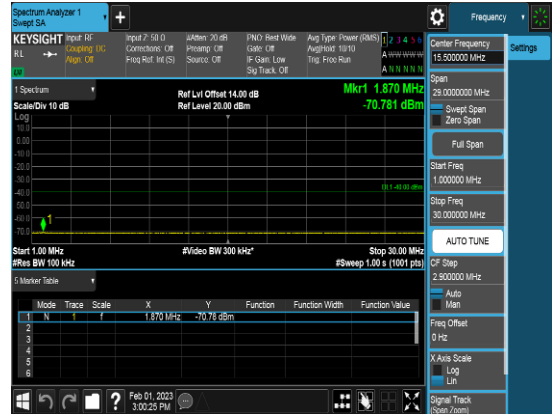 Spectrum Analyzer 1
Swept SA
Frequency
KEYSIGHT
RL
Input: RF
Coupling: DC
Align: Off
Input Z: 50 Ω
Corrections: Off
Freq Ref: Int (S)
#Atten: 20 dB
Preamp: Off
Source: Off
PNO: Best Wide
Gate: Off
IF Gain: Low
Sig Track: Off
Avg Type: Power (RMS)
Avg|Hold: 10/10
Trig: Free Run
1 2 3 4 5 6
A W W W W W
A N N N N N
1 Spectrum
Scale/Div 10 dB
Ref Lvl Offset 14.00 dB
Ref Level 20.00 dBm
Mkr1 1.870 MHz
-70.781 dBm
Log
10.0
0.00
-10.0
-20.0
-30.0
-40.0
-50.0
-60.0
-70.0
DL1 -40.00 dBm
1
Start 1.00 MHz
#Res BW 100 kHz
#Video BW 300 kHz*
Stop 30.00 MHz
#Sweep 1.00 s (1001 pts)
5 Marker Table
Mode Trace Scale X Y Function Function Width Function Value
1 N 1 f 1.870 MHz -70.78 dBm
2
3
4
5
6
Feb 01, 2023
3:00:25 PM
Center Frequency
15.500000 MHz
Settings
Span
29.0000000 MHz
Swept Span
Zero Span
Full Span
Start Freq
1.000000 MHz
Stop Freq
30.000000 MHz
AUTO TUNE
CF Step
2.900000 MHz
Auto
Man
Freq Offset
0 Hz
X Axis Scale
Log
Lin
Signal Track
(Span Zoom)